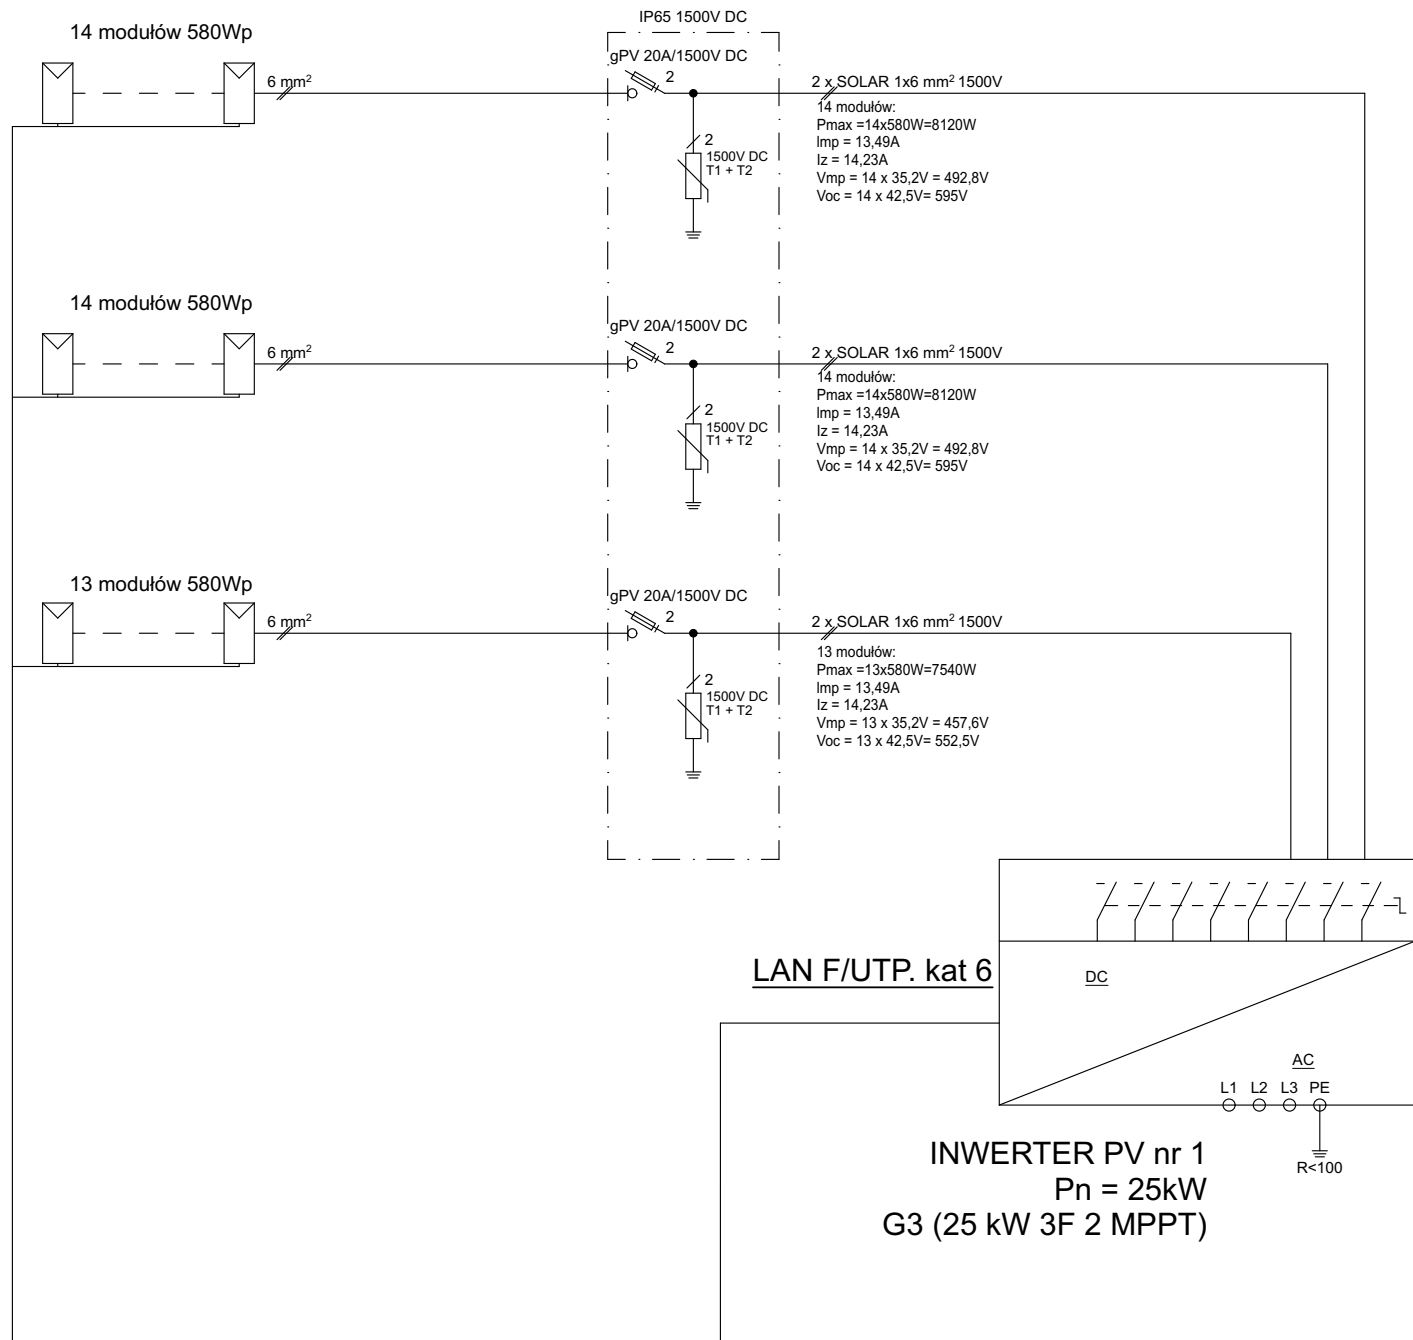 IP65 1500V DC
14 modułów 580Wp
6 mm²
gPV 20A/1500V DC
2
2 x SOLAR 1x6 mm² 1500V
14 modułów:
Pmax =14x580W=8120W
Imp = 13,49A
Iz = 14,23A
Vmp = 14 x 35,2V = 492,8V
Voc = 14 x 42,5V= 595V
2
1500V DC
T1 + T2
14 modułów 580Wp
6 mm²
gPV 20A/1500V DC
2
2 x SOLAR 1x6 mm² 1500V
14 modułów:
Pmax =14x580W=8120W
Imp = 13,49A
Iz = 14,23A
Vmp = 14 x 35,2V = 492,8V
Voc = 14 x 42,5V= 595V
2
1500V DC
T1 + T2
13 modułów 580Wp
6 mm²
gPV 20A/1500V DC
2
2 x SOLAR 1x6 mm² 1500V
13 modułów:
Pmax =13x580W=7540W
Imp = 13,49A
Iz = 14,23A
Vmp = 13 x 35,2V = 457,6V
Voc = 13 x 42,5V= 552,5V
2
1500V DC
T1 + T2
LAN F/UTP. kat 6
DC
AC
L1 L2 L3 PE
R<100
INWERTER PV nr 1
Pn = 25kW
G3 (25 kW 3F 2 MPPT)